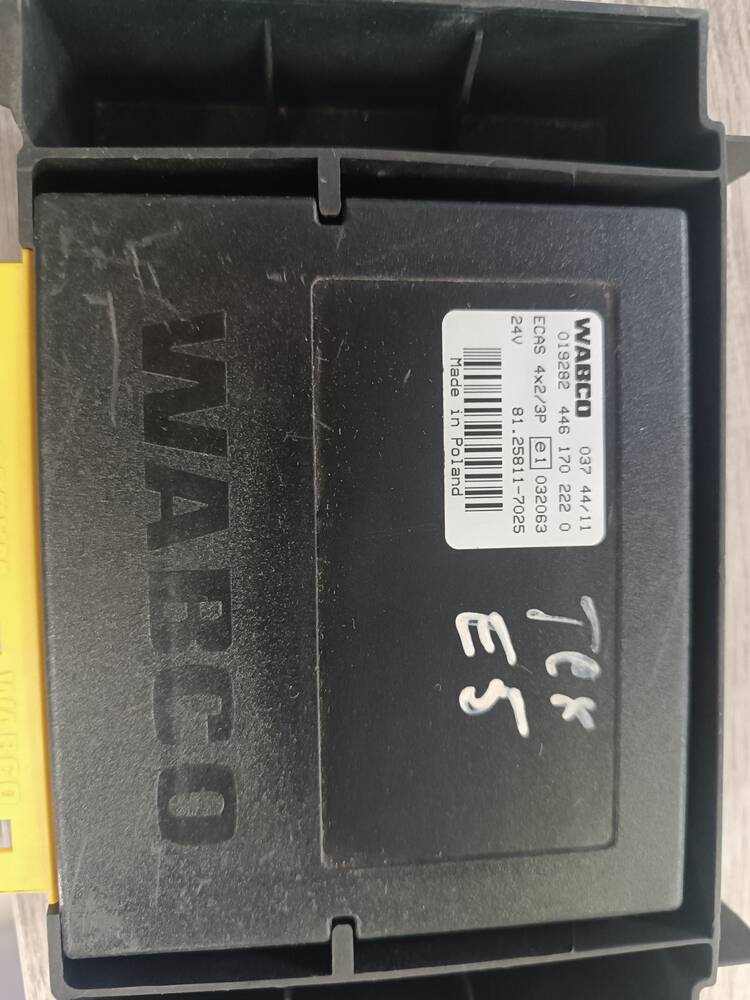 WABCO 037 44/11
019282 446 170 222 0
ECAS 4x2/3P e1 032063
24V 81.25811-7025
Made in Poland
Tgx
E5
WABCO
WABCO